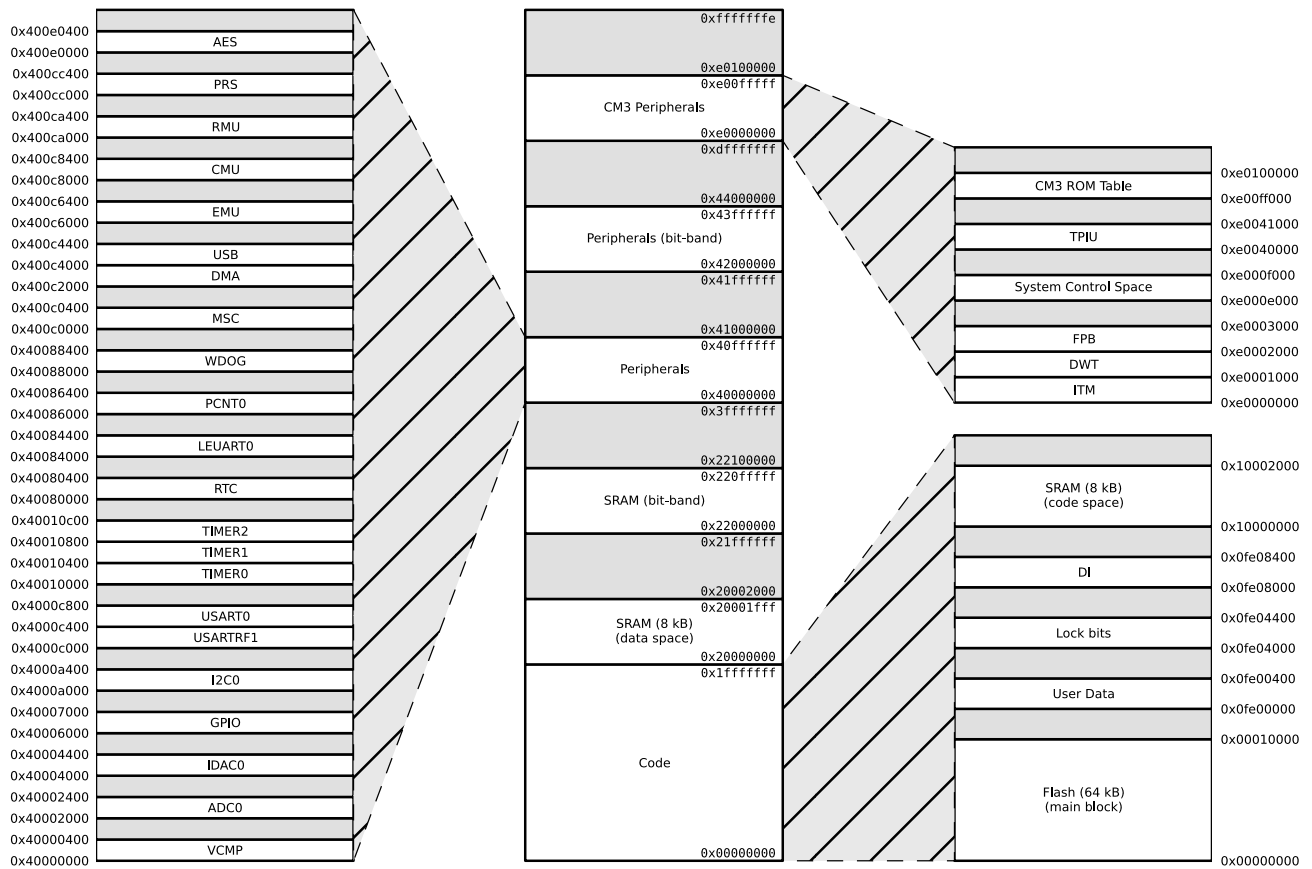 0x400e0400
AES
0x400e0000
0x400cc400
PRS
0x400cc000
0x400ca400
RMU
0x400ca000
0x400c8400
CMU
0x400c8000
0x400c6400
EMU
0x400c6000
0x400c4400
USB
0x400c4000
DMA
0x400c2000
0x400c0400
MSC
0x400c0000
0x40088400
WDOG
0x40088000
0x40086400
PCNT0
0x40086000
0x40084400
LEUART0
0x40084000
0x40080400
RTC
0x40080000
0x40010c00
TIMER2
0x40010800
TIMER1
0x40010400
TIMER0
0x40010000
0x4000c800
USART0
0x4000c400
USARTRF1
0x4000c000
0x4000a400
I2C0
0x4000a000
0x40007000
GPIO
0x40006000
0x40004400
IDAC0
0x40004000
0x40002400
ADC0
0x40002000
0x40000400
VCMP
0x40000000
0xfffffffe
0xe0100000
0xe00fffff
CM3 Peripherals
0xe0000000
0xdfffffff
0x44000000
0x43ffffff
Peripherals (bit-band)
0x42000000
0x41ffffff
0x41000000
0x40ffffff
Peripherals
0x40000000
0x3fffffff
0x22100000
0x220fffff
SRAM (bit-band)
0x22000000
0x21ffffff
0x20002000
0x20001fff
SRAM (8 kB)
(data space)
0x20000000
0x1fffffff
Code
0x00000000
0xe0100000
CM3 ROM Table
0xe00ff000
0xe0041000
TPIU
0xe0040000
0xe000f000
System Control Space
0xe000e000
0xe0003000
FPB
0xe0002000
DWT
0xe0001000
ITM
0xe0000000
0x10002000
SRAM (8 kB)
(code space)
0x10000000
0x0fe08400
DI
0x0fe08000
0x0fe04400
Lock bits
0x0fe04000
0x0fe00400
User Data
0x0fe00000
0x00010000
Flash (64 kB)
(main block)
0x00000000